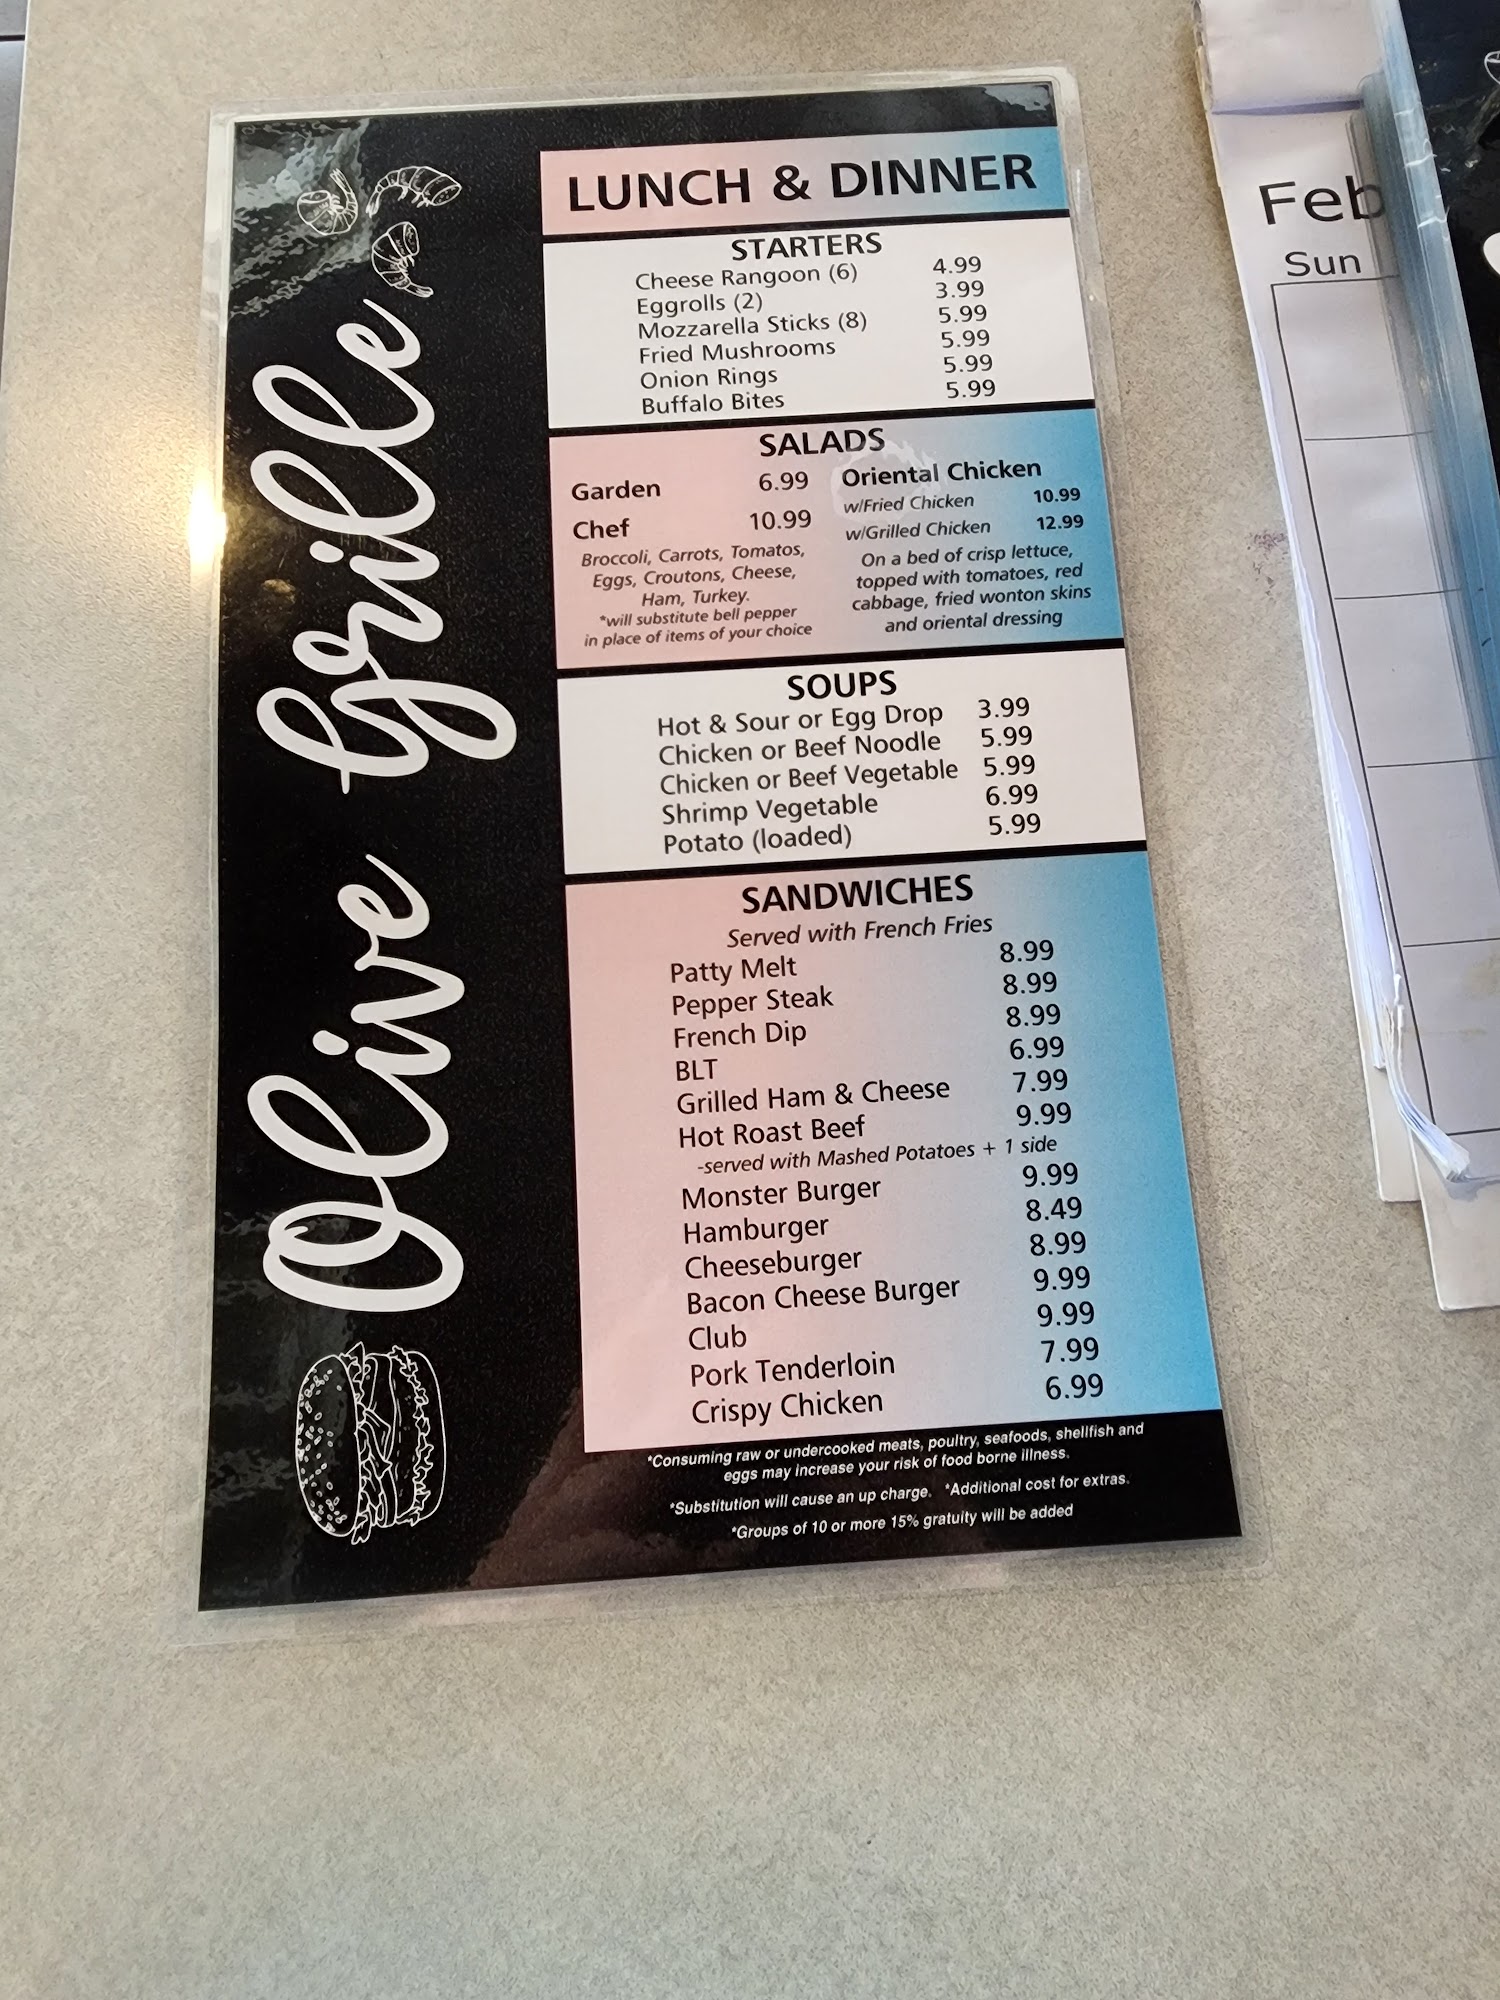 Olive Grille
LUNCH & DINNER
STARTERS
Cheese Rangoon (6) 4.99
Eggrolls (2) 3.99
Mozzarella Sticks (8) 5.99
Fried Mushrooms 5.99
Onion Rings 5.99
Buffalo Bites 5.99
SALADS
Garden 6.99
Chef 10.99
Broccoli, Carrots, Tomatos,
Eggs, Croutons, Cheese,
Ham, Turkey.
*will substitute bell pepper
in place of items of your choice
Oriental Chicken
w/Fried Chicken 10.99
w/Grilled Chicken 12.99
On a bed of crisp lettuce,
topped with tomatoes, red
cabbage, fried wonton skins
and oriental dressing
SOUPS
Hot & Sour or Egg Drop 3.99
Chicken or Beef Noodle 5.99
Chicken or Beef Vegetable 5.99
Shrimp Vegetable 6.99
Potato (loaded) 5.99
SANDWICHES
Served with French Fries
Patty Melt 8.99
Pepper Steak 8.99
French Dip 8.99
BLT 6.99
Grilled Ham & Cheese 7.99
Hot Roast Beef 9.99
-served with Mashed Potatoes + 1 side
Monster Burger 9.99
Hamburger 8.49
Cheeseburger 8.99
Bacon Cheese Burger 9.99
Club 9.99
Pork Tenderloin 7.99
Crispy Chicken 6.99
*Consuming raw or undercooked meats, poultry, seafoods, shellfish and
eggs may increase your risk of food borne illness.
*Substitution will cause an up charge. *Additional cost for extras.
*Groups of 10 or more 15% gratuity will be added
Feb
Sun